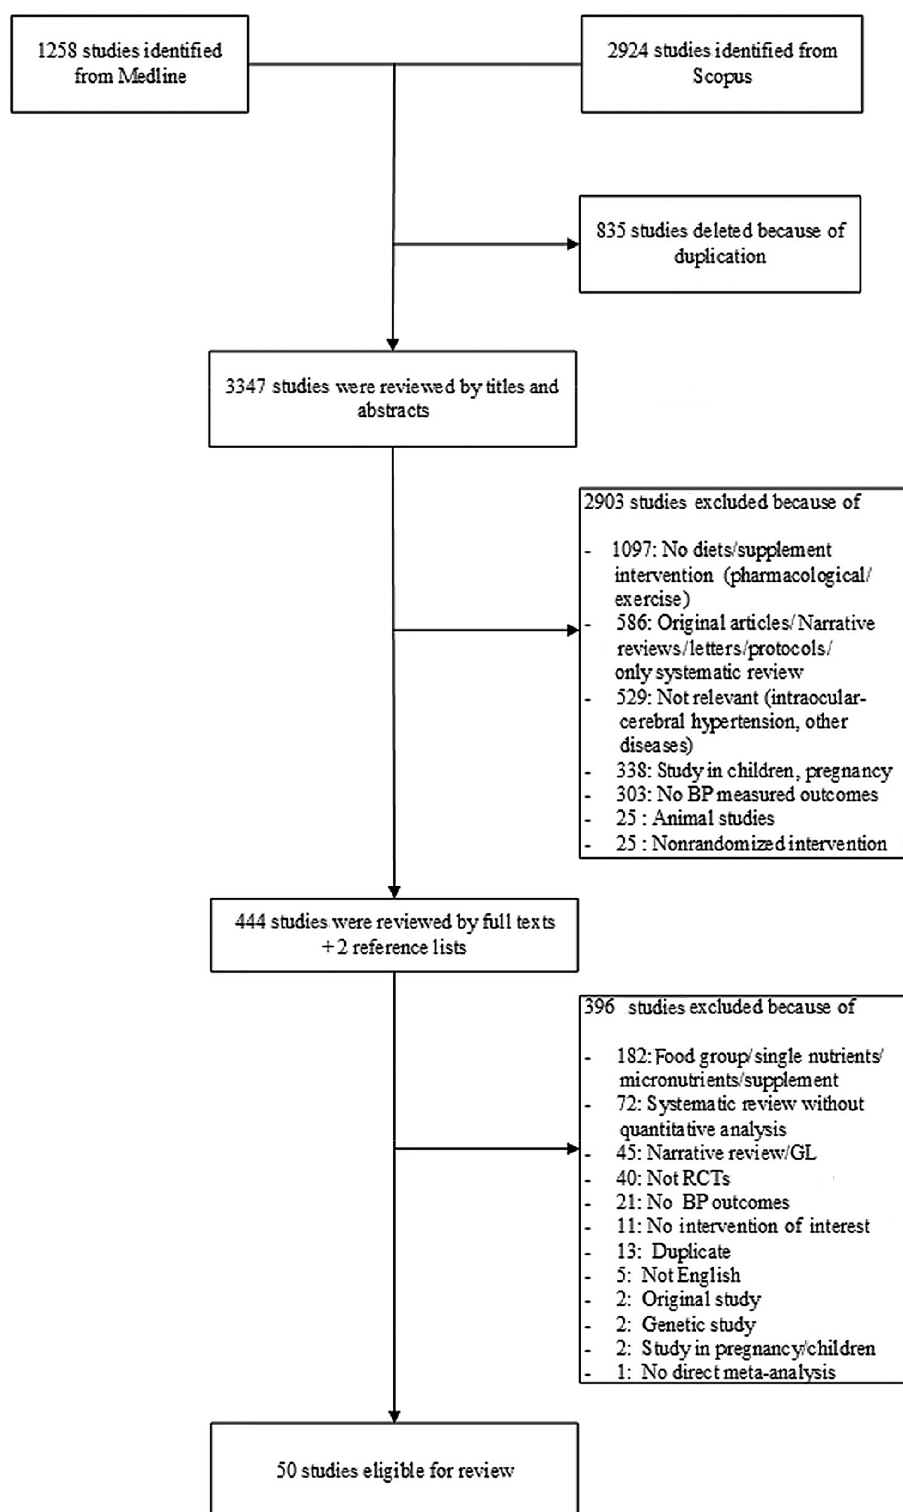 1258 studies identified
from Medline
2924 studies identified from
Scopus
835 studies deleted because of
duplication
3347 studies were reviewed by titles and
abstracts
2903 studies excluded because of
- 1097: No diets/supplement
intervention (pharmacological/
exercise)
- 586: Original articles/Narrative
reviews/letters/protocols/
only systematic review
- 529: Not relevant (intraocular-
cerebral hypertension, other
diseases)
- 338: Study in children, pregnancy
- 303: No BP measured outcomes
- 25 : Animal studies
- 25 : Nonrandomized intervention
444 studies were reviewed by full texts
+2 reference lists
396 studies excluded because of
- 182: Food group/single nutrients/
micronutrients/supplement
- 72: Systematic review without
quantitative analysis
- 45: Narrative review/GL
- 40: Not RCTs
- 21: No BP outcomes
- 11: No intervention of interest
- 13: Duplicate
- 5: Not English
- 2: Original study
- 2: Genetic study
- 2: Study in pregnancy/children
- 1: No direct meta-analysis
50 studies eligible for review